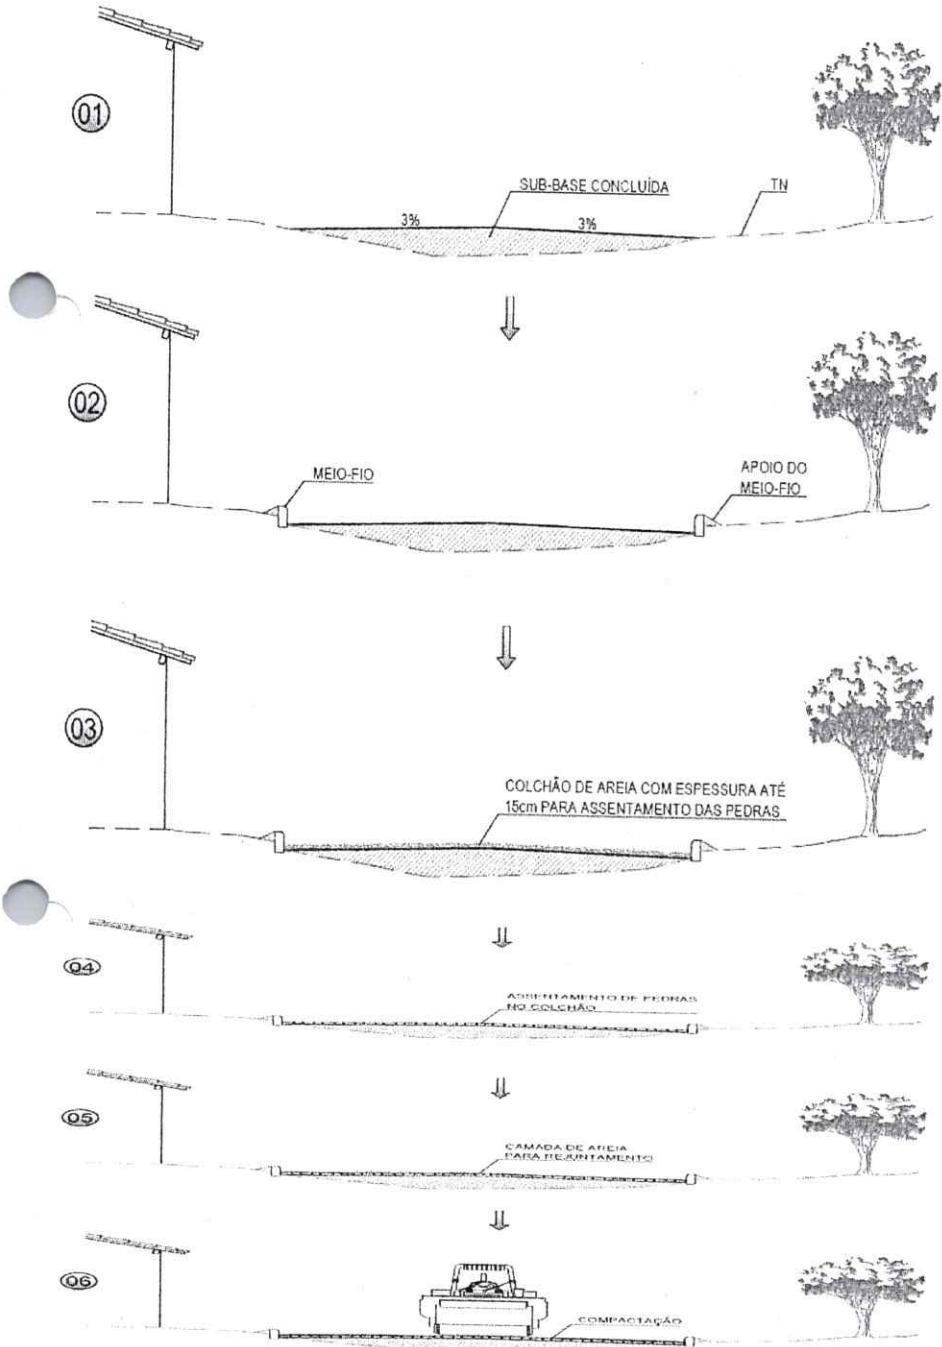 01
SUB-BASE CONCLUÍDA
TN
3%
3%
02
MEIO-FIO
APOIO DO
MEIO-FIO
03
COLCHÃO DE AREIA COM ESPESSURA ATÉ
15cm PARA ASSENTAMENTO DAS PEDRAS
04
ASSENTAMENTO DE PEDRAS
NO COLCHÃO
05
CAMADA DE AREIA
PARA REJUNTAMENTO
06
COMPACTAÇÃO